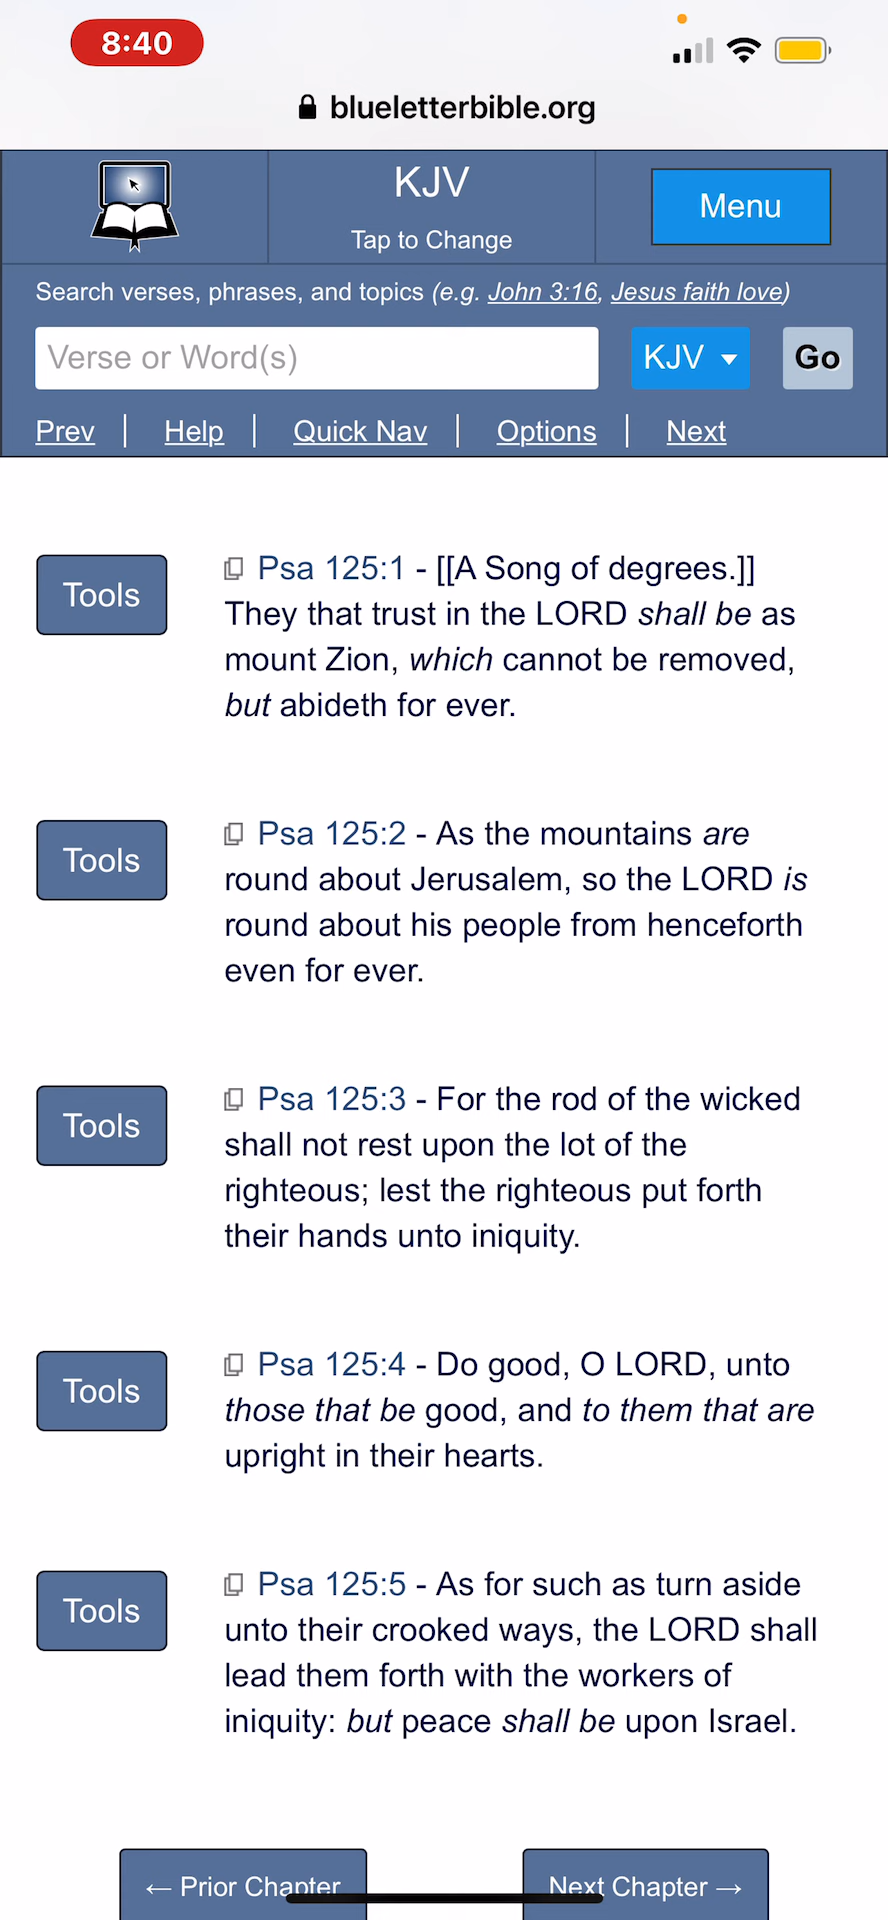 8:40
blueletterbible.org
KJV
Tap to Change
Menu
Search verses, phrases, and topics (e.g. John 3:16, Jesus faith love)
Verse or Word(s)
KJV
Go
Prev | Help | Quick Nav | Options | Next
Tools
Psa 125:1 - [[A Song of degrees.]]
They that trust in the LORD shall be as
mount Zion, which cannot be removed,
but abideth for ever.
Tools
Psa 125:2 - As the mountains are
round about Jerusalem, so the LORD is
round about his people from henceforth
even for ever.
Tools
Psa 125:3 - For the rod of the wicked
shall not rest upon the lot of the
righteous; lest the righteous put forth
their hands unto iniquity.
Tools
Psa 125:4 - Do good, O LORD, unto
those that be good, and to them that are
upright in their hearts.
Tools
Psa 125:5 - As for such as turn aside
unto their crooked ways, the LORD shall
lead them forth with the workers of
iniquity: but peace shall be upon Israel.
← Prior Chapter
Next Chapter →